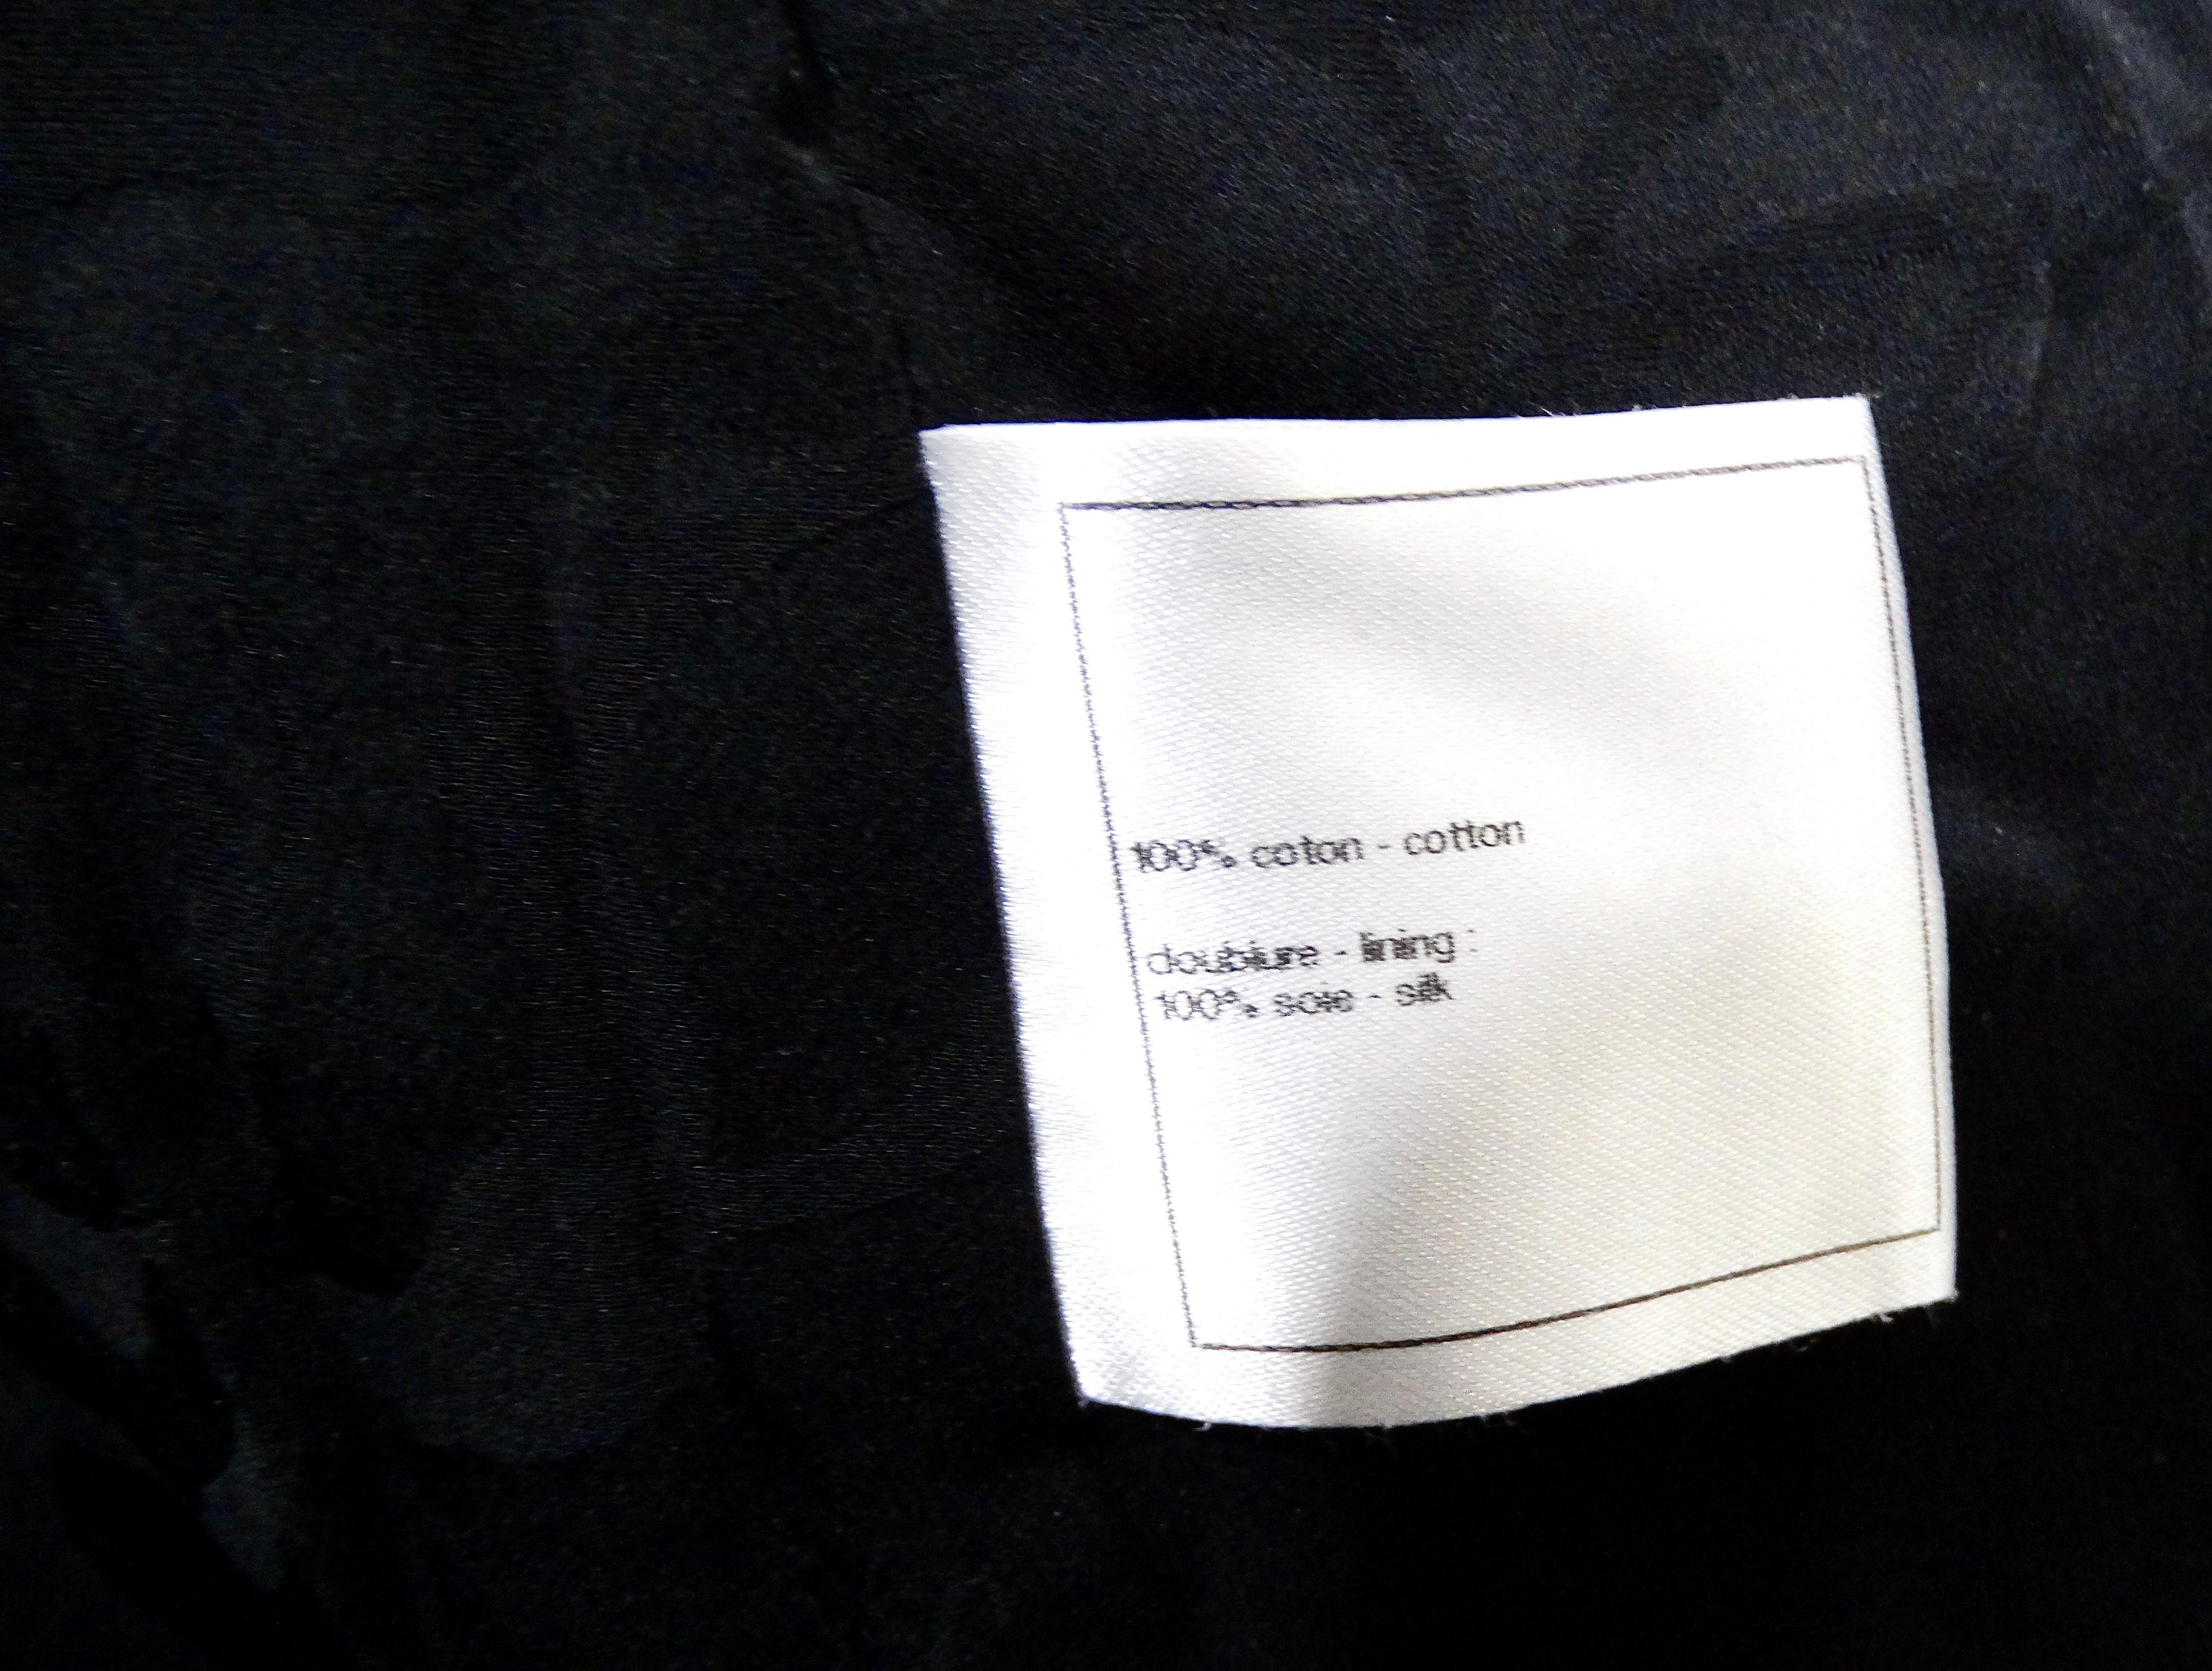 100% coton - cotton
doublure - lining :
100% soie - silk